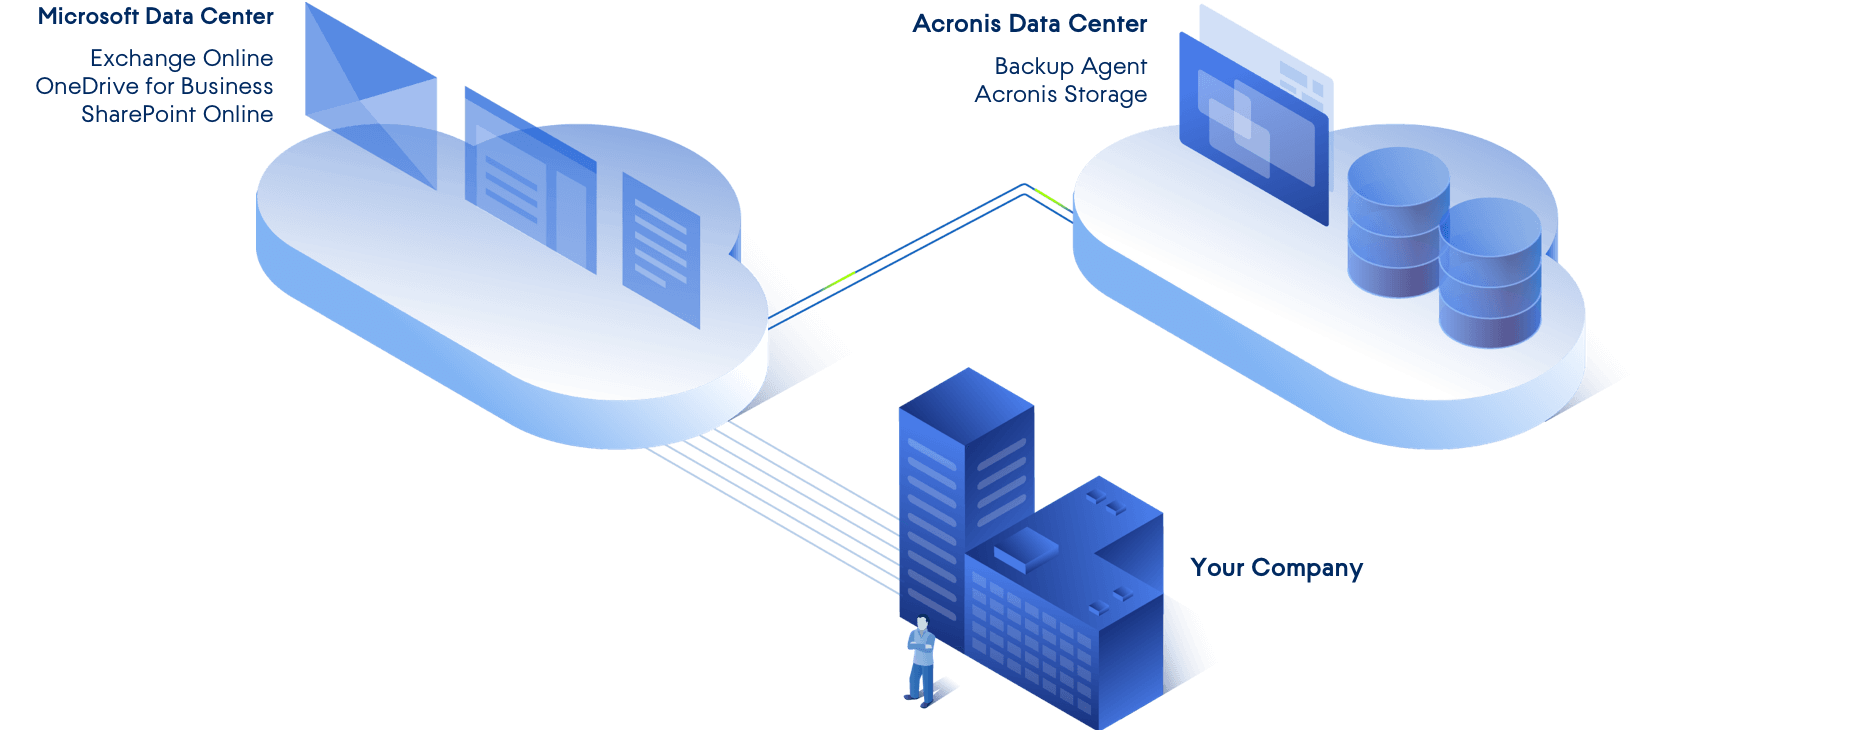 Microsoft Data Center
Exchange Online
OneDrive for Business
SharePoint Online
Acronis Data Center
Backup Agent
Acronis Storage
Your Company